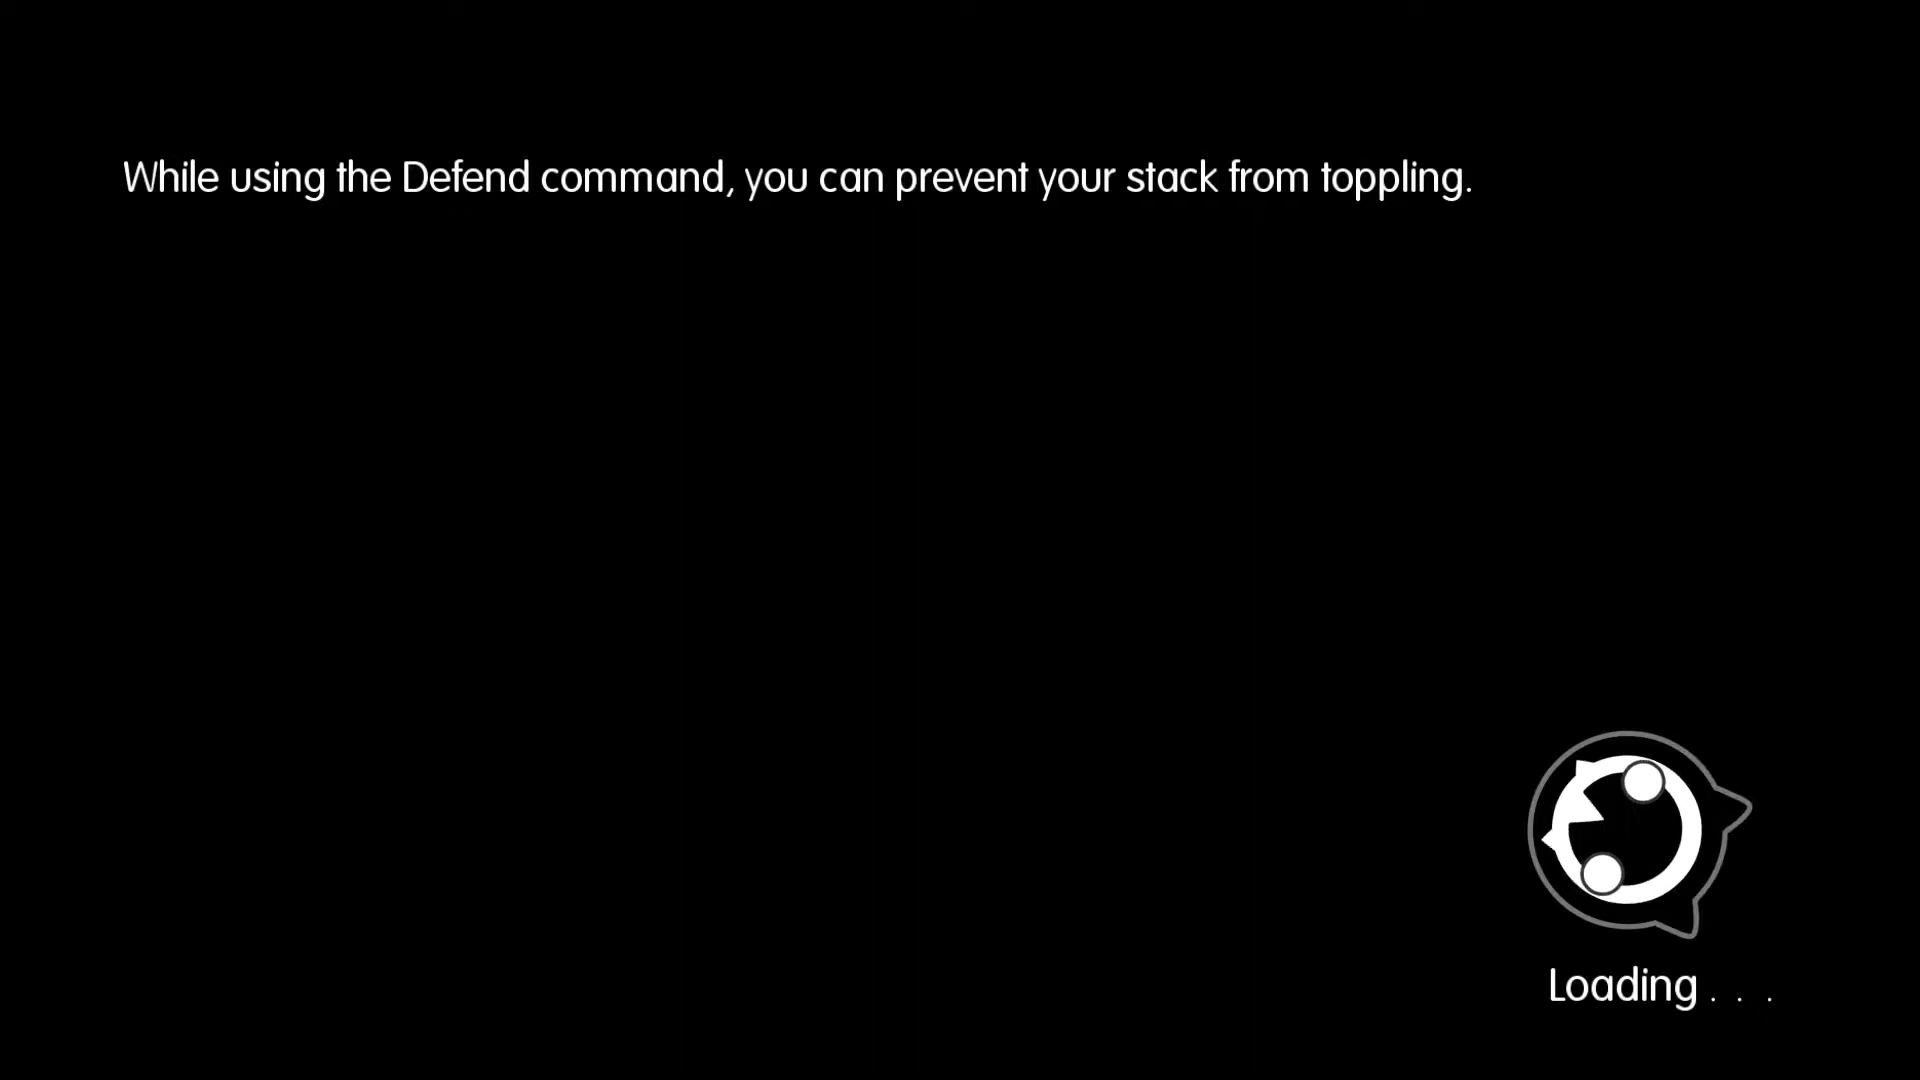 While using the Defend command, you can prevent your stack from toppling.
Loading . . .